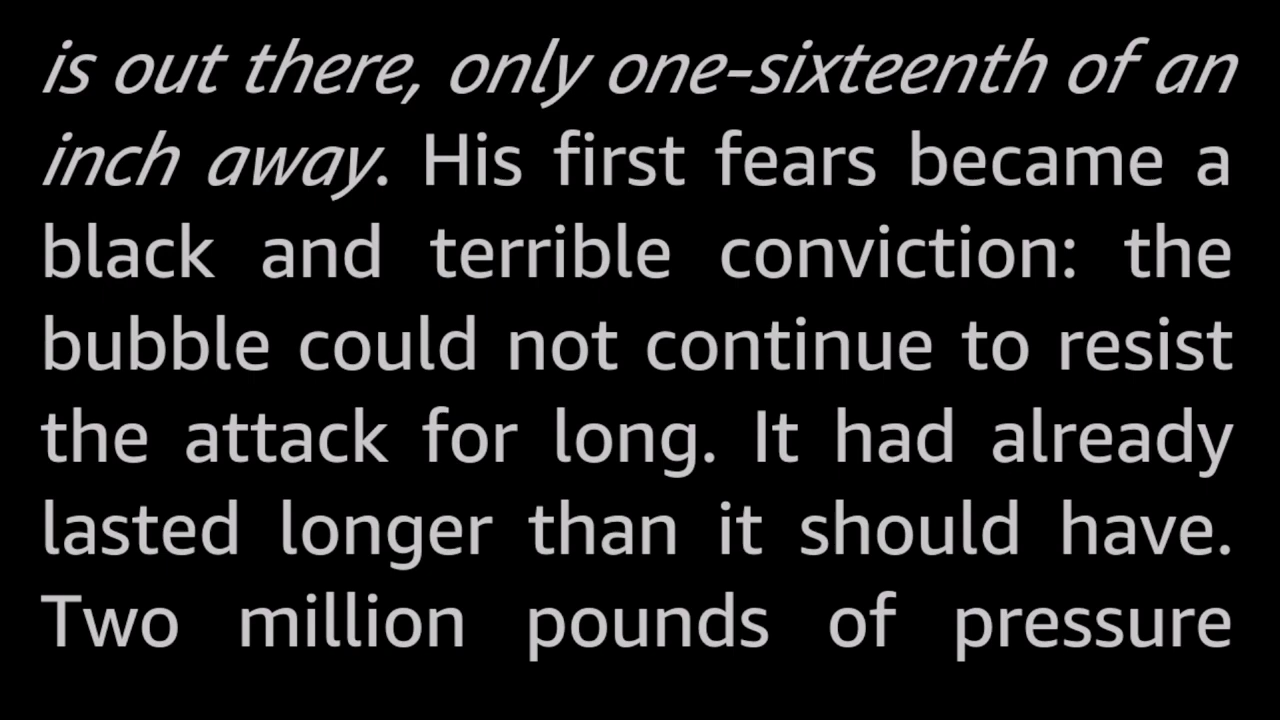 is out there, only one-sixteenth of an
inch away. His first fears became a
black and terrible conviction: the
bubble could not continue to resist
the attack for long. It had already
lasted longer than it should have.
Two million pounds of pressure